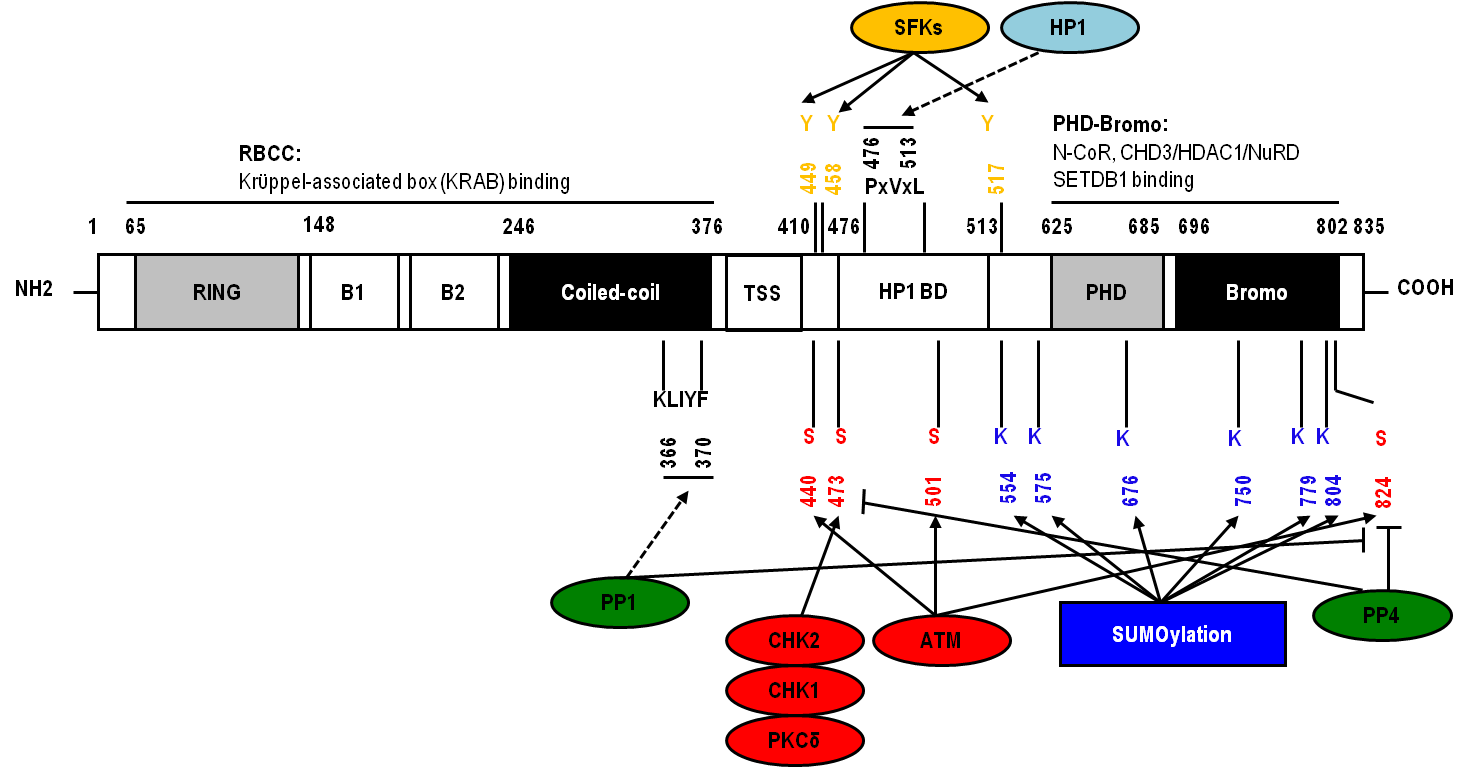 SFKs HP1
Y Y Y
449 458 476 513 517
PxVxL
RBCC:
Krüppel-associated box (KRAB) binding
PHD-Bromo:
N-CoR, CHD3/HDAC1/NuRD
SETDB1 binding
1 65 148 246 376 410 476 513 625 685 696 802 835
NH2 RING B1 B2 Coiled-coil TSS HP1 BD PHD Bromo COOH
KLIYF
366 370
S S S K K K K K K S
440 473 501 554 575 676 750 779 804 824
PP1 CHK2 ATM SUMOylation PP4
CHK1
PKCδ